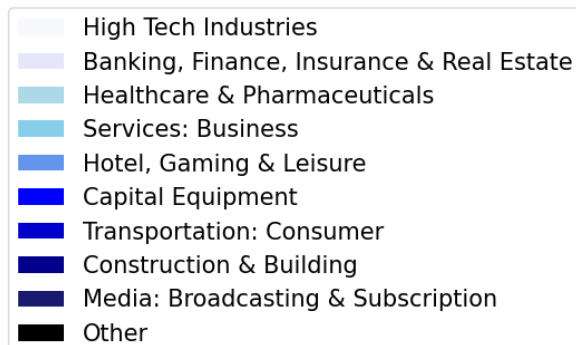 High Tech Industries
Banking, Finance, Insurance & Real Estate
Healthcare & Pharmaceuticals
Services: Business
Hotel, Gaming & Leisure
Capital Equipment
Transportation: Consumer
Construction & Building
Media: Broadcasting & Subscription
Other